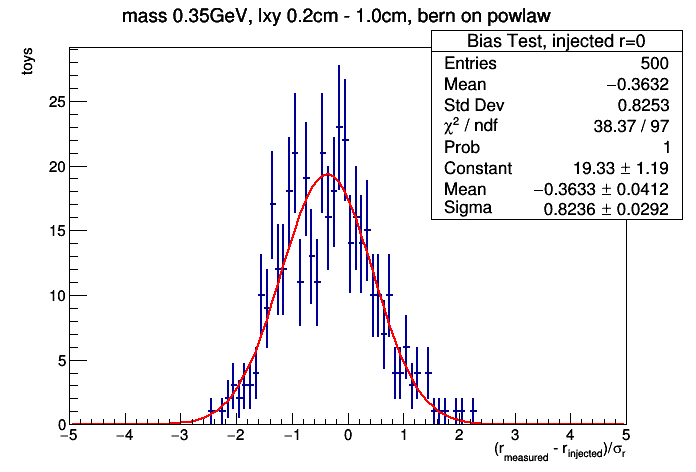 mass 0.35GeV, lxy 0.2cm - 1.0cm, bern on powlaw
Bias Test, injected r=0
Entries 500
Mean −0.3632
Std Dev 0.8253
χ² / ndf 38.37 / 97
Prob 1
Constant 19.33 ± 1.19
Mean −0.3633 ± 0.0412
Sigma 0.8236 ± 0.0292
toys
25
20
15
10
5
0
−5 −4 −3 −2 −1 0 1 2 3 4 5
(r_measured - r_injected)/σ_r